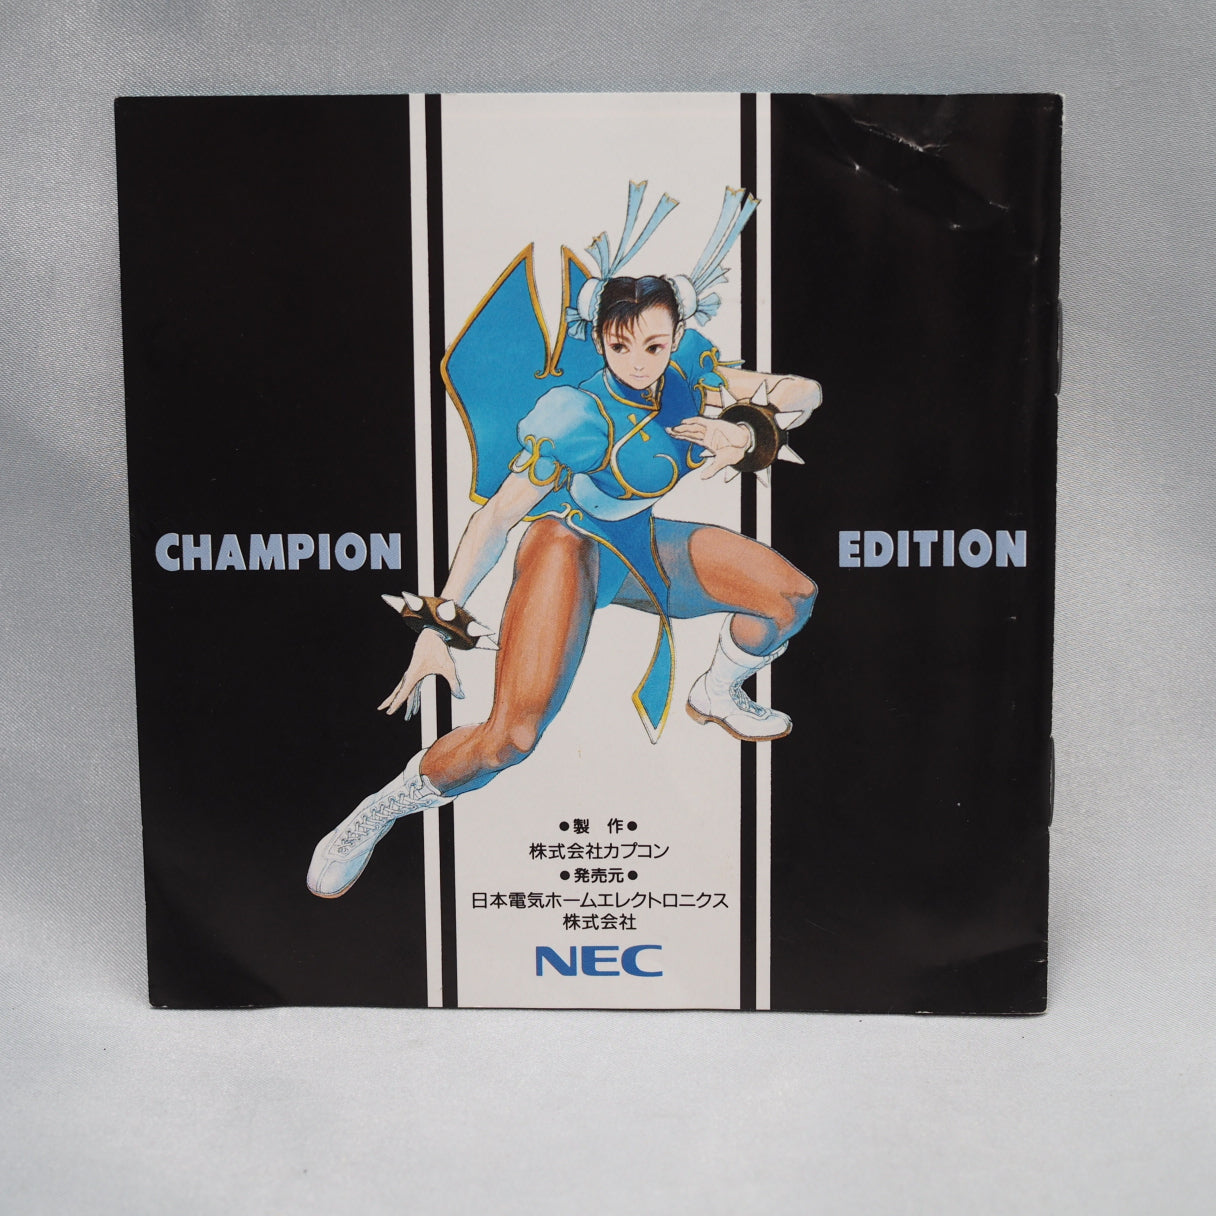 CHAMPION EDITION
●製 作●
株式会社カプコン
●発売元●
日本電気ホームエレクトロニクス
株式会社
NEC